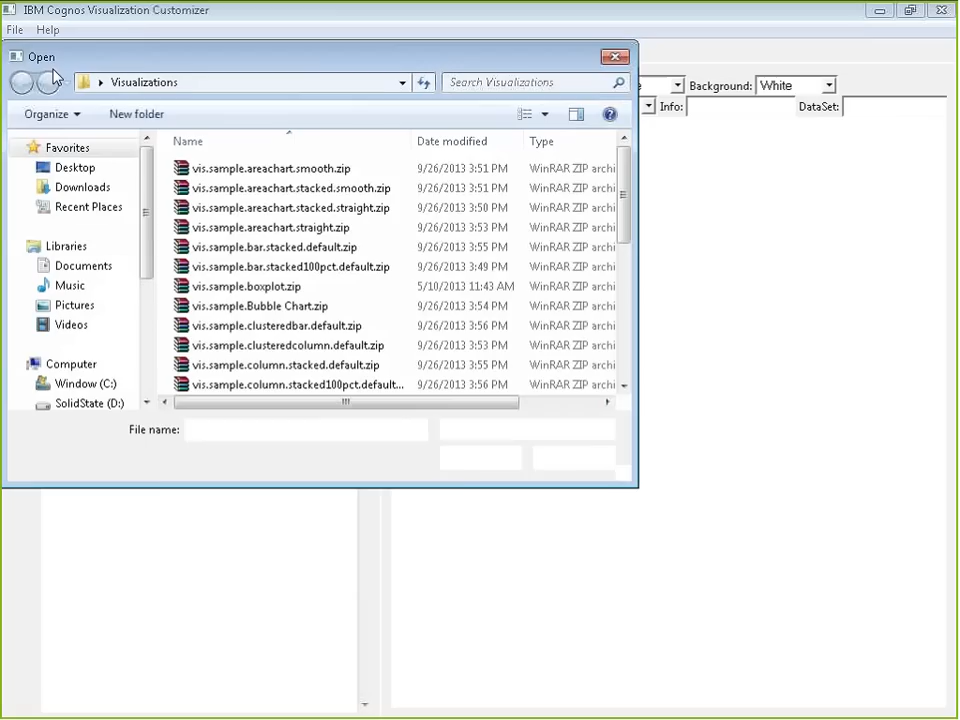 IBM Cognos Visualization Customizer
File Help
Open
Visualizations
Search Visualizations
Background: White
Info: DataSet:
Organize New folder
Name Date modified Type
Favorites
Desktop
Downloads
Recent Places
Libraries
Documents
Music
Pictures
Videos
Computer
Window (C:)
SolidState (D:)
vis.sample.areachart.smooth.zip 9/26/2013 3:51 PM WinRAR ZIP archi
vis.sample.areachart.stacked.smooth.zip 9/26/2013 3:51 PM WinRAR ZIP archi
vis.sample.areachart.stacked.straight.zip 9/26/2013 3:50 PM WinRAR ZIP archi
vis.sample.areachart.straight.zip 9/26/2013 3:53 PM WinRAR ZIP archi
vis.sample.bar.stacked.default.zip 9/26/2013 3:55 PM WinRAR ZIP archi
vis.sample.bar.stacked100pct.default.zip 9/26/2013 3:49 PM WinRAR ZIP archi
vis.sample.boxplot.zip 5/10/2013 11:43 AM WinRAR ZIP archi
vis.sample.Bubble Chart.zip 9/26/2013 3:54 PM WinRAR ZIP archi
vis.sample.clusteredbar.default.zip 9/26/2013 3:56 PM WinRAR ZIP archi
vis.sample.clusteredcolumn.default.zip 9/26/2013 3:53 PM WinRAR ZIP archi
vis.sample.column.stacked.default.zip 9/26/2013 3:55 PM WinRAR ZIP archi
vis.sample.column.stacked100pct.default... 9/26/2013 3:56 PM WinRAR ZIP archi
File name: